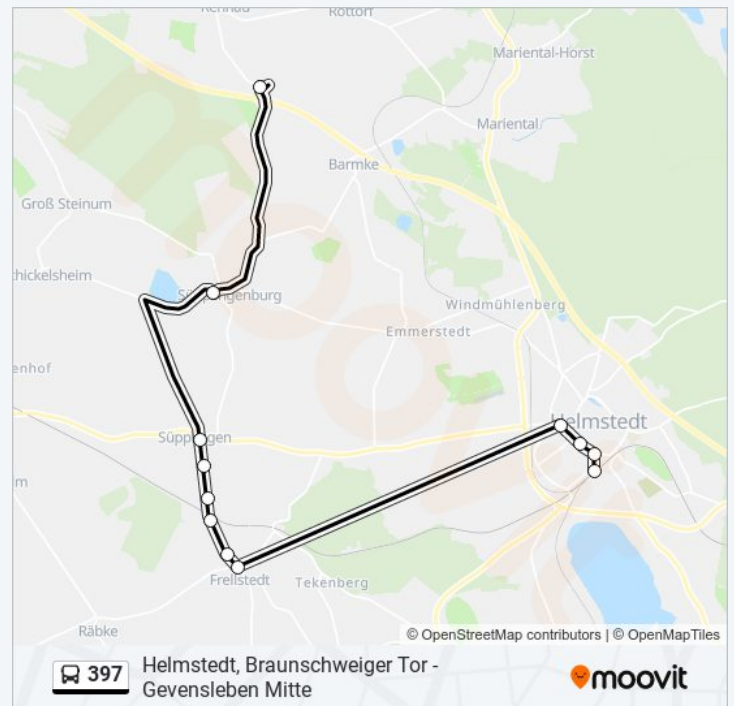 Rottorf
Mariental-Horst
Mariental
Barmke
Groß Steinum
Süpplingenburg
Windmühlenberg
Emmerstedt
Helmstedt
Süpplingen
Frellstedt
Tekenberg
Räbke
© OpenStreetMap contributors | © OpenMapTiles
397
Helmstedt, Braunschweiger Tor -
Gevensleben Mitte
moovit